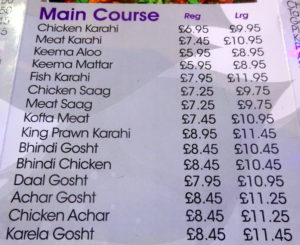 Main Course Reg Lrg
Chicken Karahi £6.95 £9.95
Meat Karahi £7.45 £10.95
Keema Aloo £5.95 £8.95
Keema Mattar £5.95 £8.95
Fish Karahi £7.95 £11.95
Chicken Saag £7.25 £9.75
Meat Saag £7.25 £9.75
Kofta Meat £7.45 £10.95
King Prawn Karahi £8.95 £11.45
Bhindi Gosht £8.45 £10.45
Bhindi Chicken £8.45 £10.45
Daal Gosht £7.95 £10.95
Achar Gosht £8.45 £11.25
Chicken Achar £8.45 £11.25
Karela Gosht £8.45 £11.25